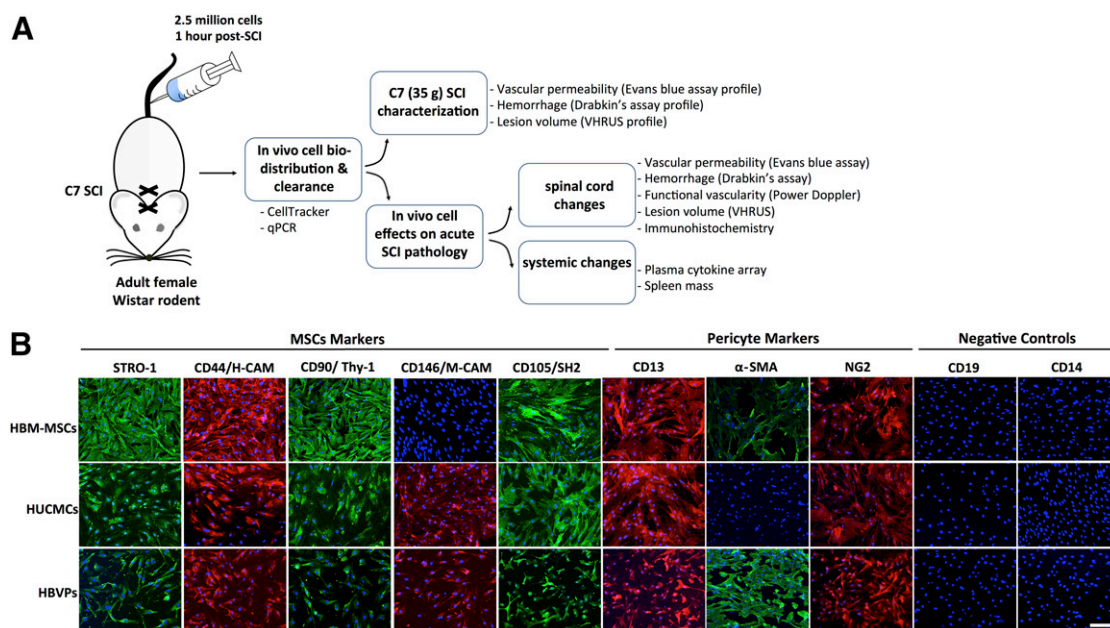 A
2.5 million cells
1 hour post-SCI
C7 SCI
Adult female
Wistar rodent
In vivo cell bio-
distribution &
clearance
- CellTracker
- qPCR
C7 (35 g) SCI
characterization
- Vascular permeability (Evans blue assay profile)
- Hemorrhage (Drabkin's assay profile)
- Lesion volume (VHRUS profile)
In vivo cell
effects on acute
SCI pathology
spinal cord
changes
- Vascular permeability (Evans blue assay)
- Hemorrhage (Drabkin's assay)
- Functional vascularity (Power Doppler)
- Lesion volume (VHRUS)
- Immunohistochemistry
systemic changes
- Plasma cytokine array
- Spleen mass
B
MSCs Markers Pericyte Markers Negative Controls
STRO-1 CD44/H-CAM CD90/ Thy-1 CD146/M-CAM CD105/SH2 CD13 α-SMA NG2 CD19 CD14
HBM-MSCs
HUCMCs
HBVPs